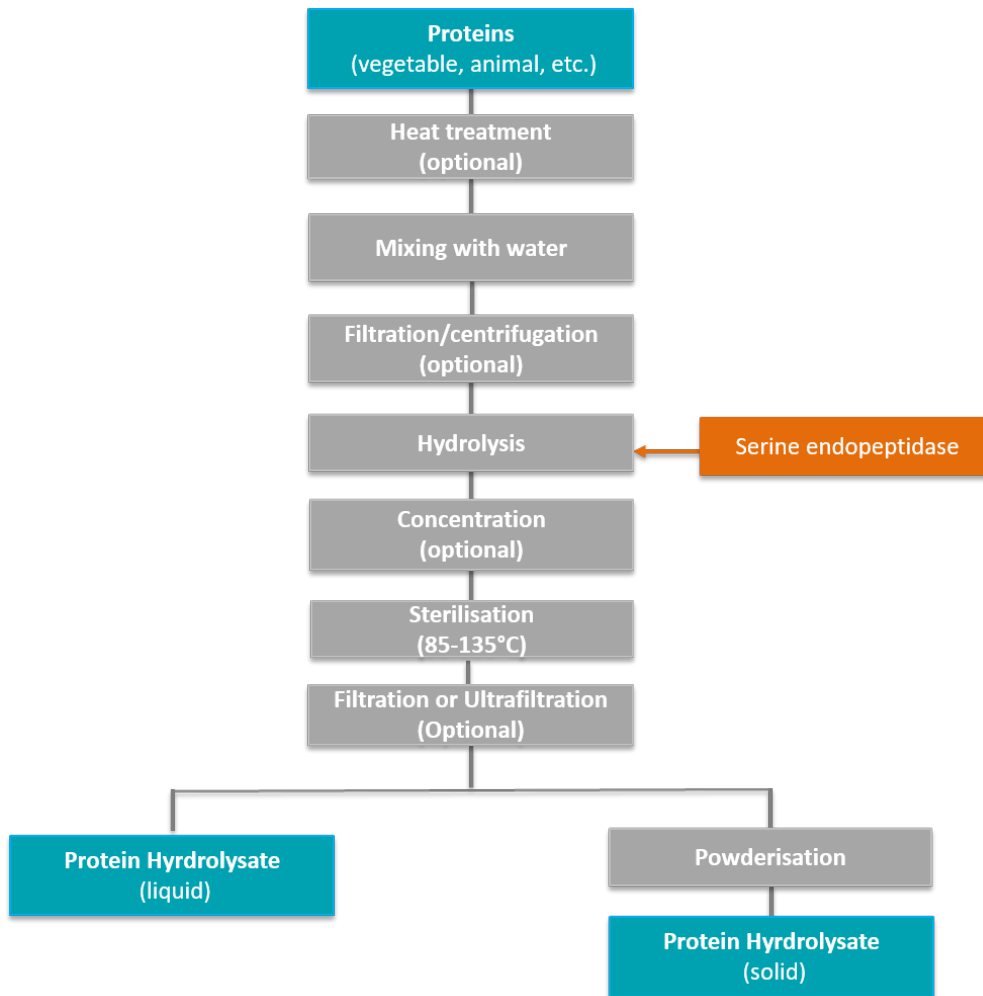 Proteins
(vegetable, animal, etc.)
Heat treatment
(optional)
Mixing with water
Filtration/centrifugation
(optional)
Hydrolysis
Serine endopeptidase
Concentration
(optional)
Sterilisation
(85-135°C)
Filtration or Ultrafiltration
(Optional)
Protein Hyrdrolysate
(liquid)
Powderisation
Protein Hyrdrolysate
(solid)